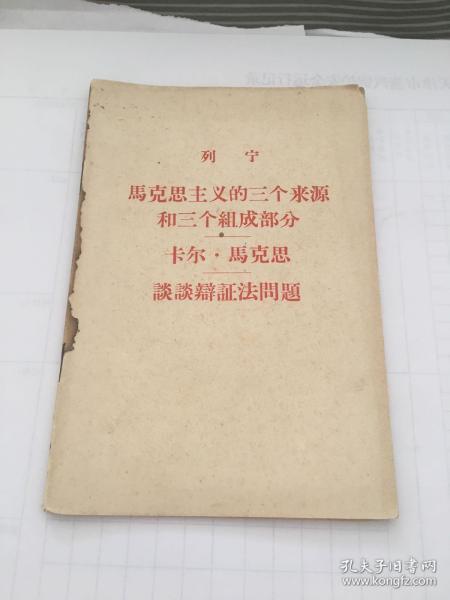 列 宁
馬克思主义的三个来源
和三个組成部分
卡尔·馬克思
談談辯証法問題
孔夫子旧书网
www.kongfz.com